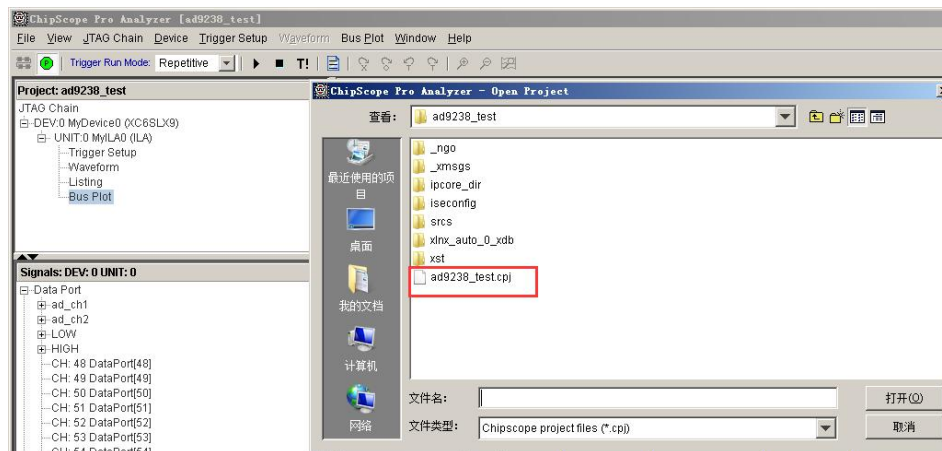 ChipScope Pro Analyzer [ad9238_test]
File View JTAG Chain Device Trigger Setup Waveform Bus Plot Window Help
Trigger Run Mode: Repetitive T!
Project: ad9238_test
JTAG Chain
DEV:0 MyDevice0 (XC6SLX9)
UNIT:0 MyILA0 (ILA)
Trigger Setup
Waveform
Listing
Bus Plot
Signals: DEV: 0 UNIT: 0
Data Port
ad_ch1
ad_ch2
LOW
HIGH
CH: 48 DataPort[48]
CH: 49 DataPort[49]
CH: 50 DataPort[50]
CH: 51 DataPort[51]
CH: 52 DataPort[52]
CH: 53 DataPort[53]
CH: 54 DataPort[54]
ChipScope Pro Analyzer - Open Project
查看: ad9238_test
最近使用的项
目
桌面
我的文档
计算机
网络
_ngo
_xmsgs
ipcore_dir
iseconfig
srcs
xlnx_auto_0_xdb
xst
ad9238_test.cpj
文件名:
打开(O)
文件类型: Chipscope project files (*.cpj)
取消